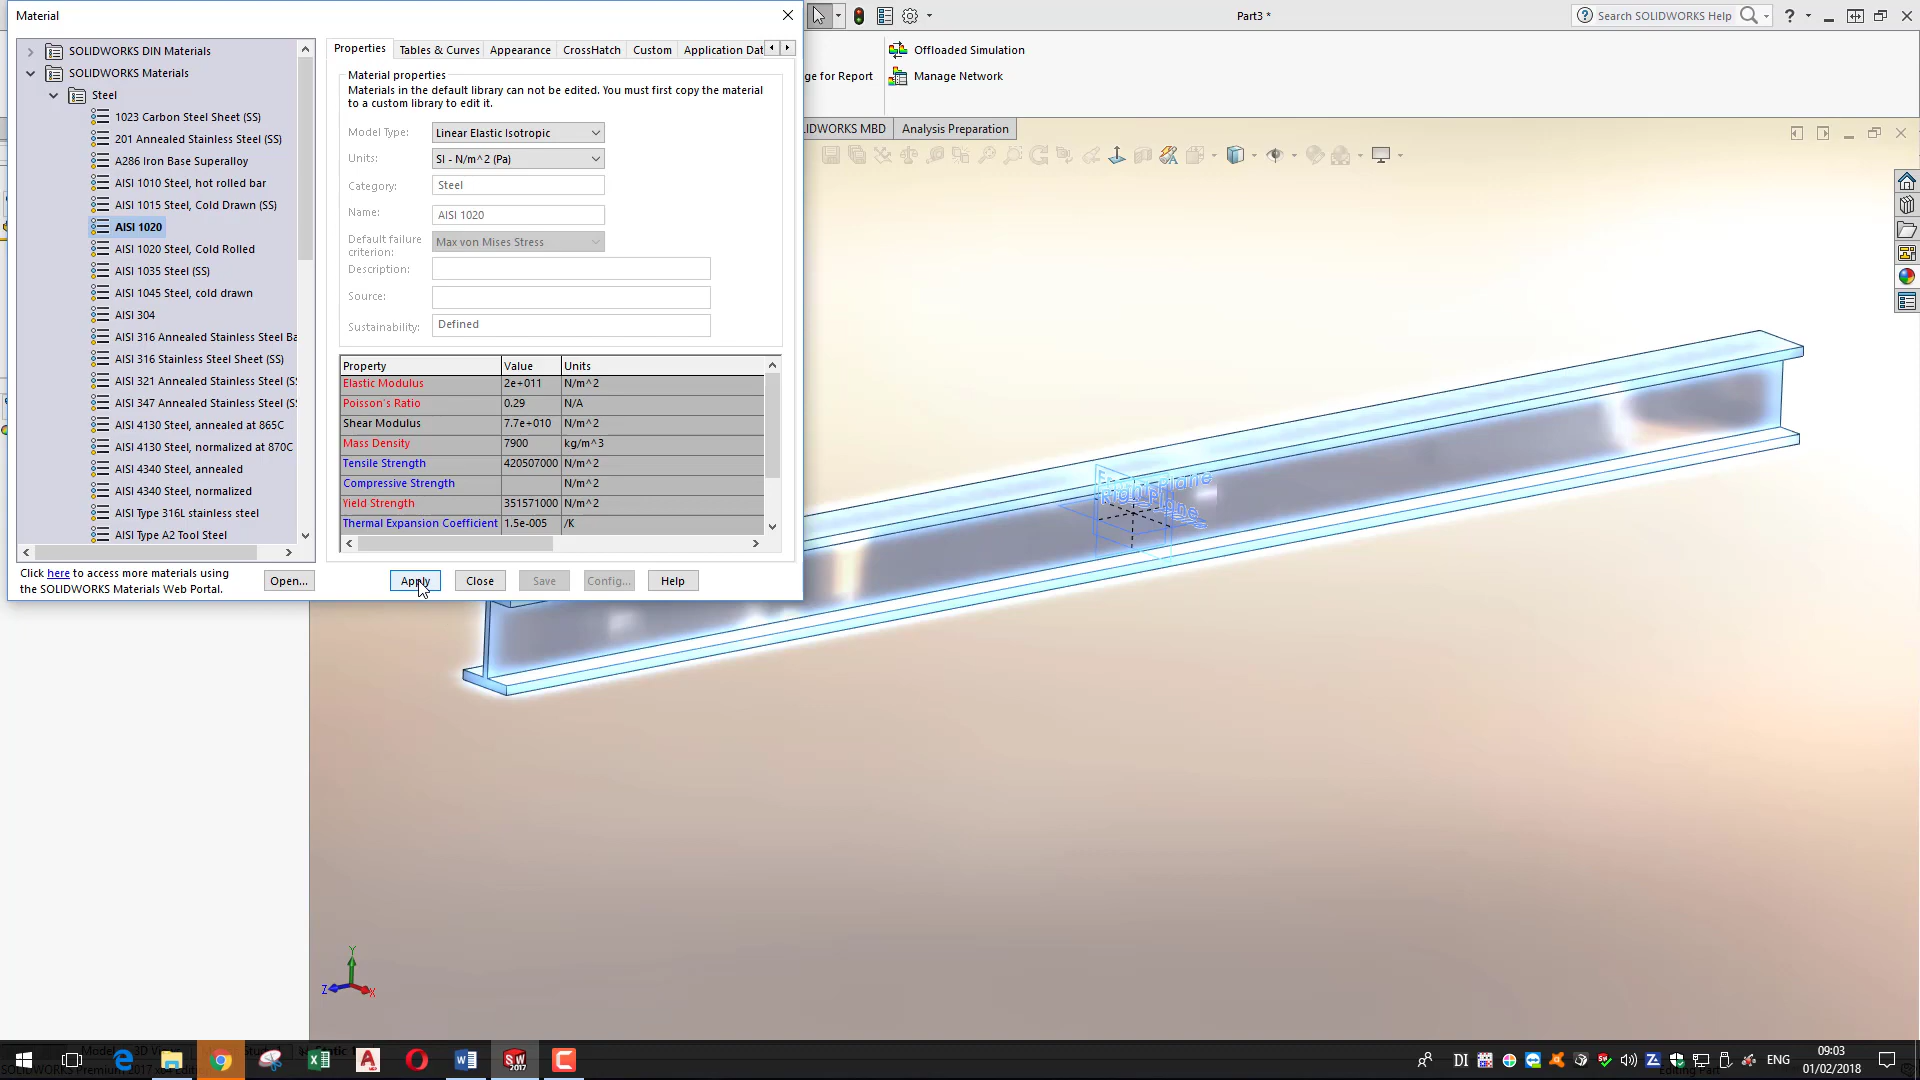 Material
Part3 *
Search SOLIDWORKS Help
SOLIDWORKS DIN Materials
SOLIDWORKS Materials
Steel
1023 Carbon Steel Sheet (SS)
201 Annealed Stainless Steel (SS)
A286 Iron Base Superalloy
AISI 1010 Steel, hot rolled bar
AISI 1015 Steel, Cold Drawn (SS)
AISI 1020
AISI 1020 Steel, Cold Rolled
AISI 1035 Steel (SS)
AISI 1045 Steel, cold drawn
AISI 304
AISI 316 Annealed Stainless Steel Ba
AISI 316 Stainless Steel Sheet (SS)
AISI 321 Annealed Stainless Steel (S
AISI 347 Annealed Stainless Steel (S
AISI 4130 Steel, annealed at 865C
AISI 4130 Steel, normalized at 870C
AISI 4340 Steel, annealed
AISI 4340 Steel, normalized
AISI Type 316L stainless steel
AISI Type A2 Tool Steel
Click here to access more materials using
the SOLIDWORKS Materials Web Portal.
Open...
Properties Tables & Curves Appearance CrossHatch Custom Application Dat
Material properties
Materials in the default library can not be edited. You must first copy the material
to a custom library to edit it.
Model Type: Linear Elastic Isotropic
Units: SI - N/m^2 (Pa)
Category: Steel
Name: AISI 1020
Default failure
criterion: Max von Mises Stress
Description:
Source:
Sustainability: Defined
Property Value Units
Elastic Modulus 2e+011 N/m^2
Poisson's Ratio 0.29 N/A
Shear Modulus 7.7e+010 N/m^2
Mass Density 7900 kg/m^3
Tensile Strength 420507000 N/m^2
Compressive Strength N/m^2
Yield Strength 351571000 N/m^2
Thermal Expansion Coefficient 1.5e-005 /K
Apply Close Save Config... Help
Offloaded Simulation
ge for Report Manage Network
IDWORKS MBD Analysis Preparation
Front Plane
Right Plane
Y
Z X
SW
2017
DI
ENG
09:03
01/02/2018